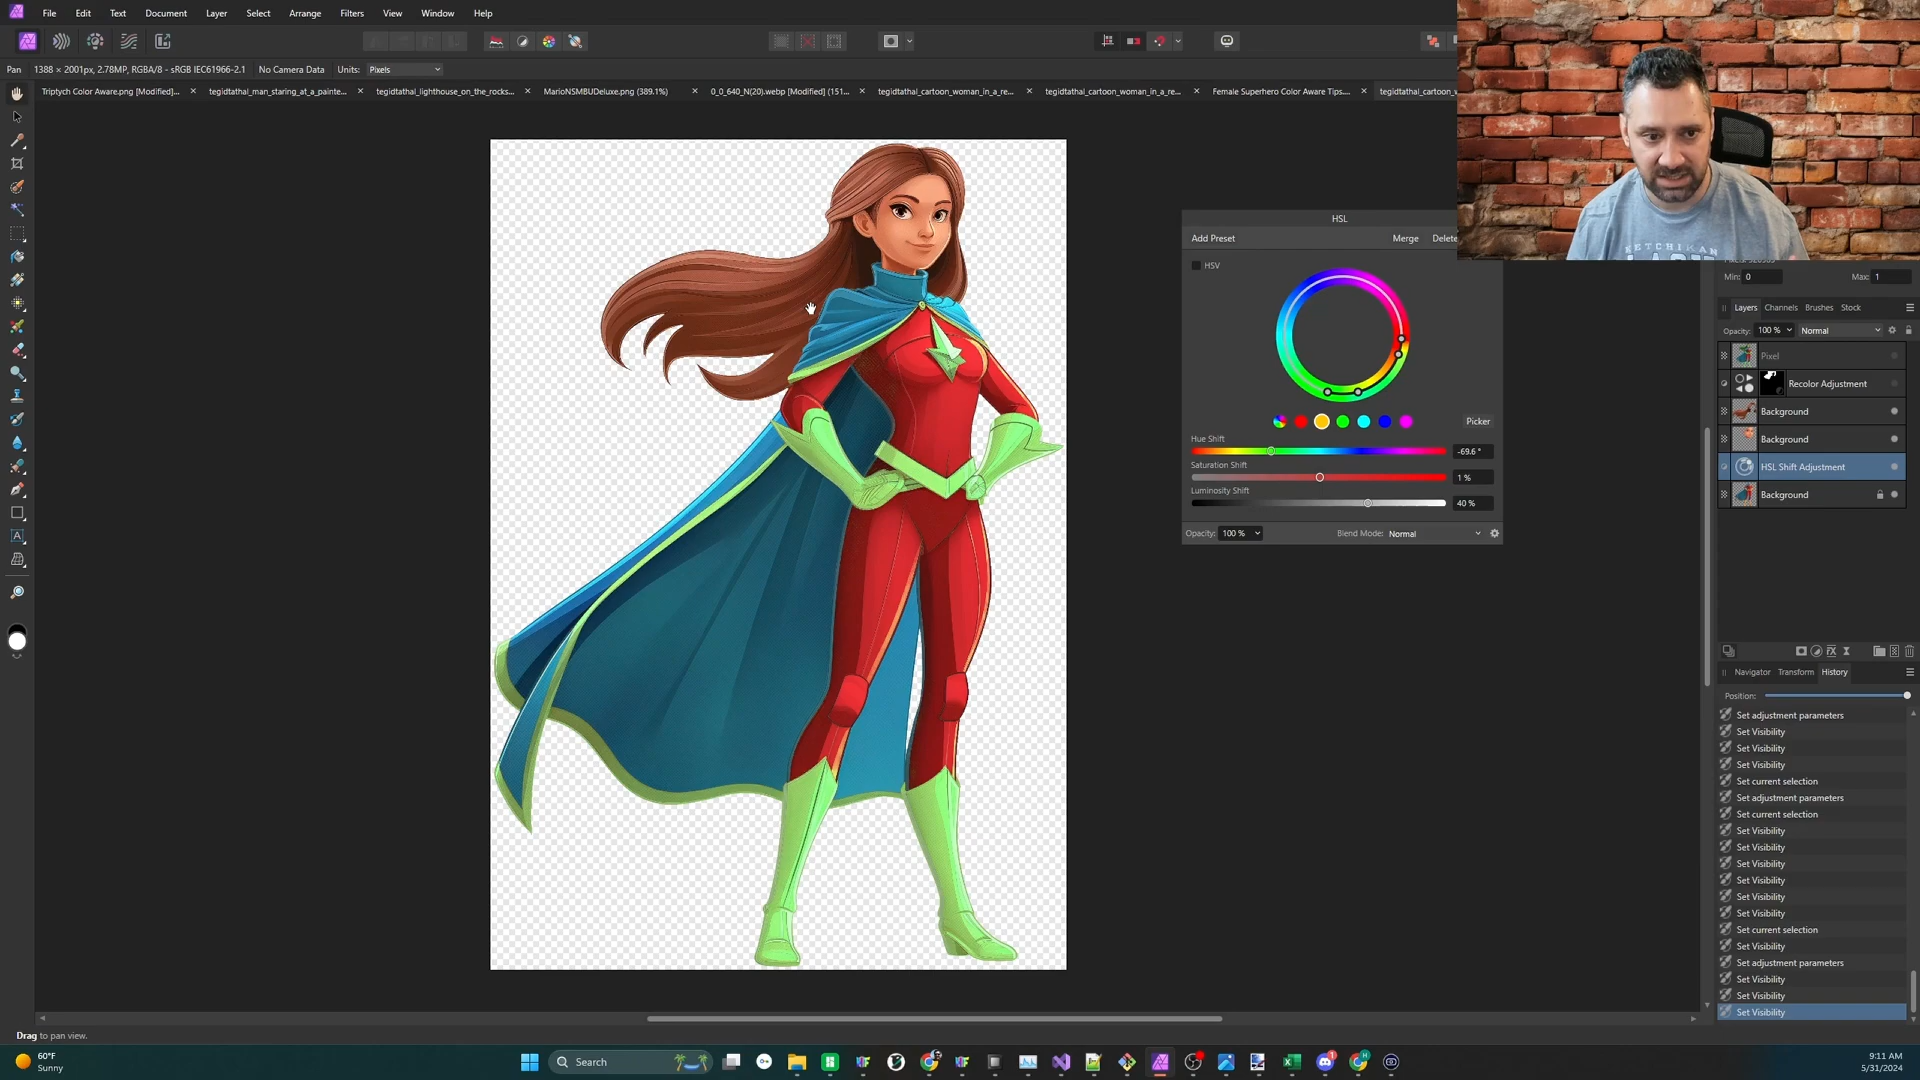 File Edit Text Document Layer Select Arrange Filters View Window Help
Pan 1388 × 2001px, 2.78MP, RGBA/8 - sRGB IEC61966-2.1 No Camera Data Units: Pixels
Triptych Color Aware.png [Modified]... tegidtathal_man_staring_at_a_painte... tegidtathal_lighthouse_on_the_rocks... MarioNSMBUDeluxe.png (389.1%) 0_0_640_N(20).webp [Modified] (151... tegidtathal_cartoon_woman_in_a_re... tegidtathal_cartoon_woman_in_a_re... Female Superhero Color Aware Tips.... tegidtathal_cartoon_w
KETCHIKAN
HSL
Add Preset Merge Delete
HSV
Picker
Hue Shift
-69.6 °
Saturation Shift
1 %
Luminosity Shift
40 %
Opacity: 100 % Blend Mode: Normal
Min: 0 Max: 1
Layers Channels Brushes Stock
Opacity: 100 % Normal
Pixel
Recolor Adjustment
Background
Background
HSL Shift Adjustment
Background
Navigator Transform History
Position:
Set adjustment parameters
Set Visibility
Set Visibility
Set Visibility
Set current selection
Set adjustment parameters
Set current selection
Set Visibility
Set Visibility
Set Visibility
Set Visibility
Set Visibility
Set Visibility
Set current selection
Set Visibility
Set adjustment parameters
Set Visibility
Set Visibility
Set Visibility
Drag to pan view.
60°F
Sunny
Search
9:11 AM
5/31/2024